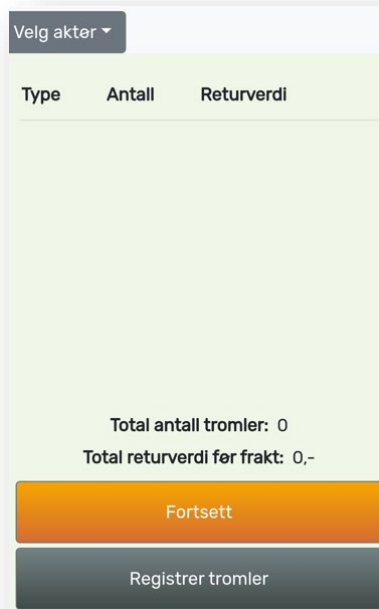 Velg aktør
Type Antall Returverdi
Total antall tromler: 0
Total returverdi før frakt: 0,-
Fortsett
Registrer tromler